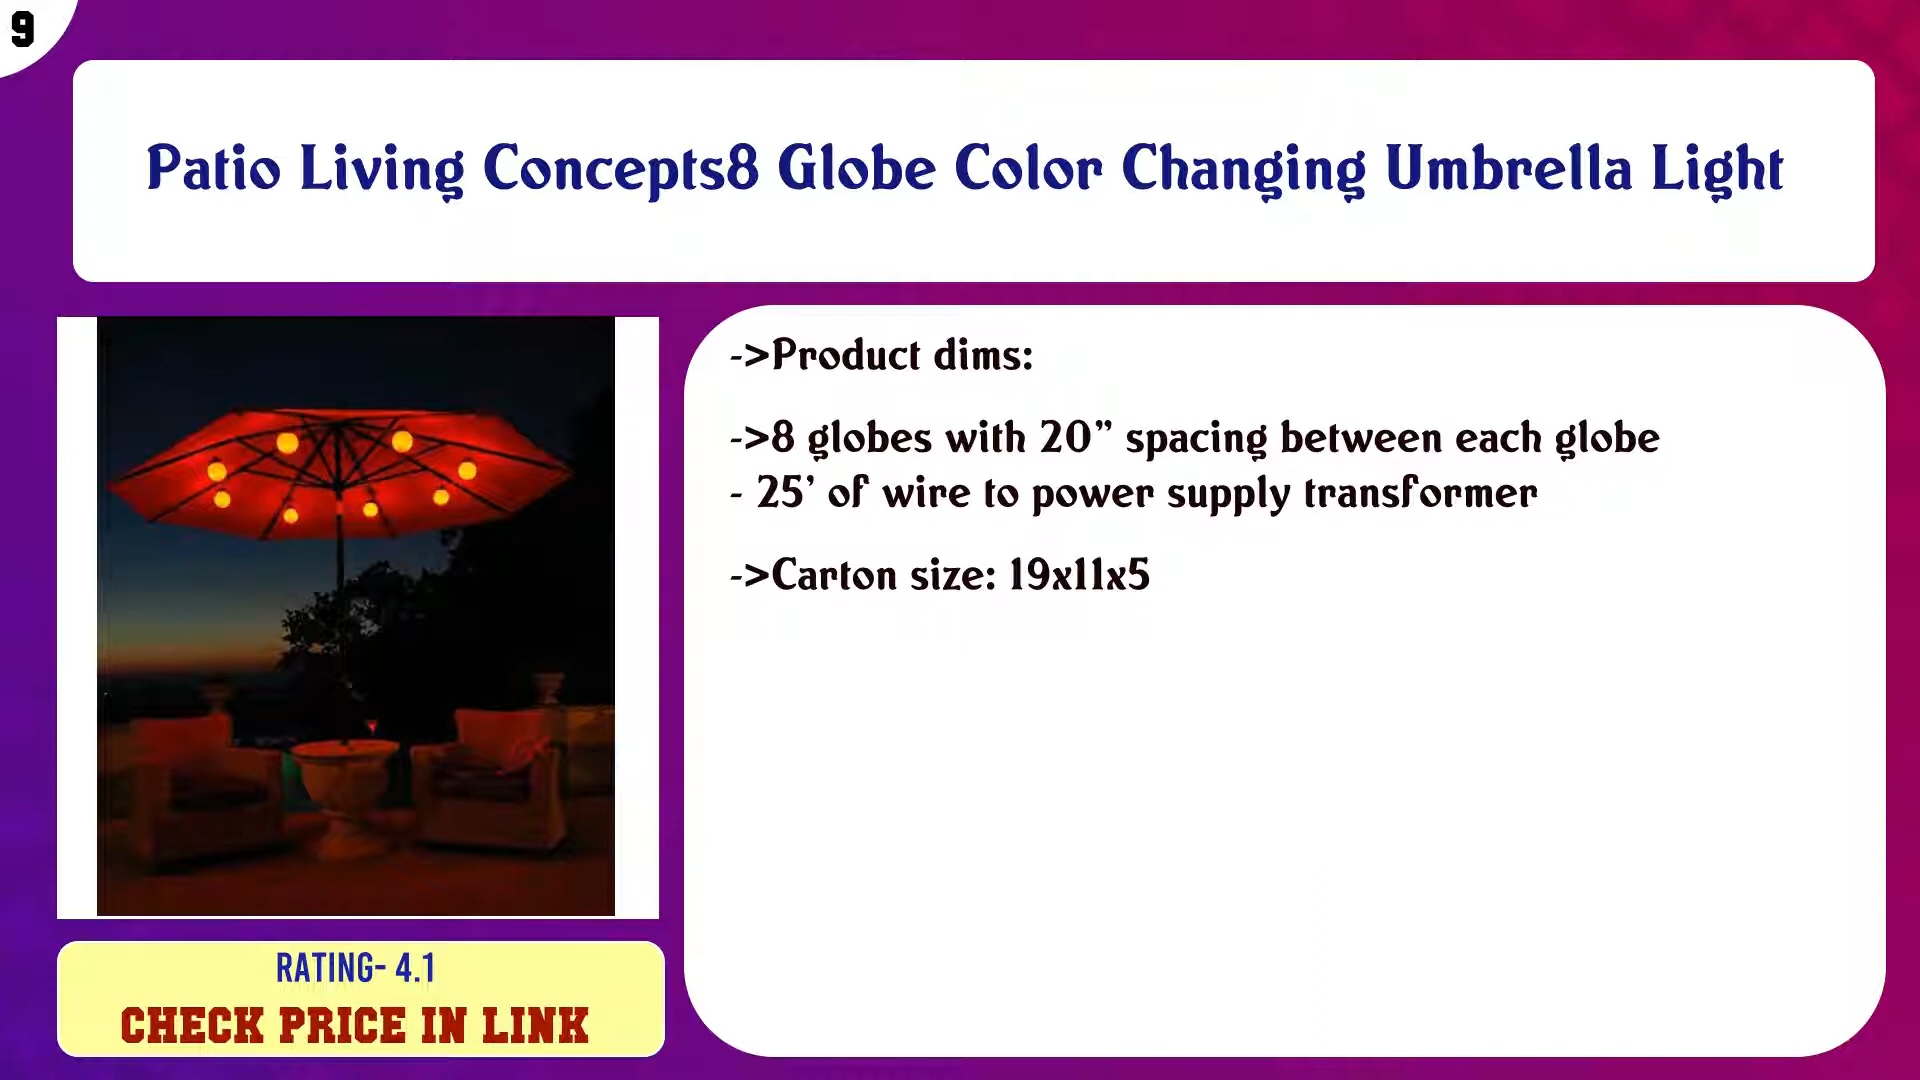 9
Patio Living Concepts8 Globe Color Changing Umbrella Light
->Product dims:
->8 globes with 20” spacing between each globe
- 25’ of wire to power supply transformer
->Carton size: 19x11x5
RATING- 4.1
CHECK PRICE IN LINK